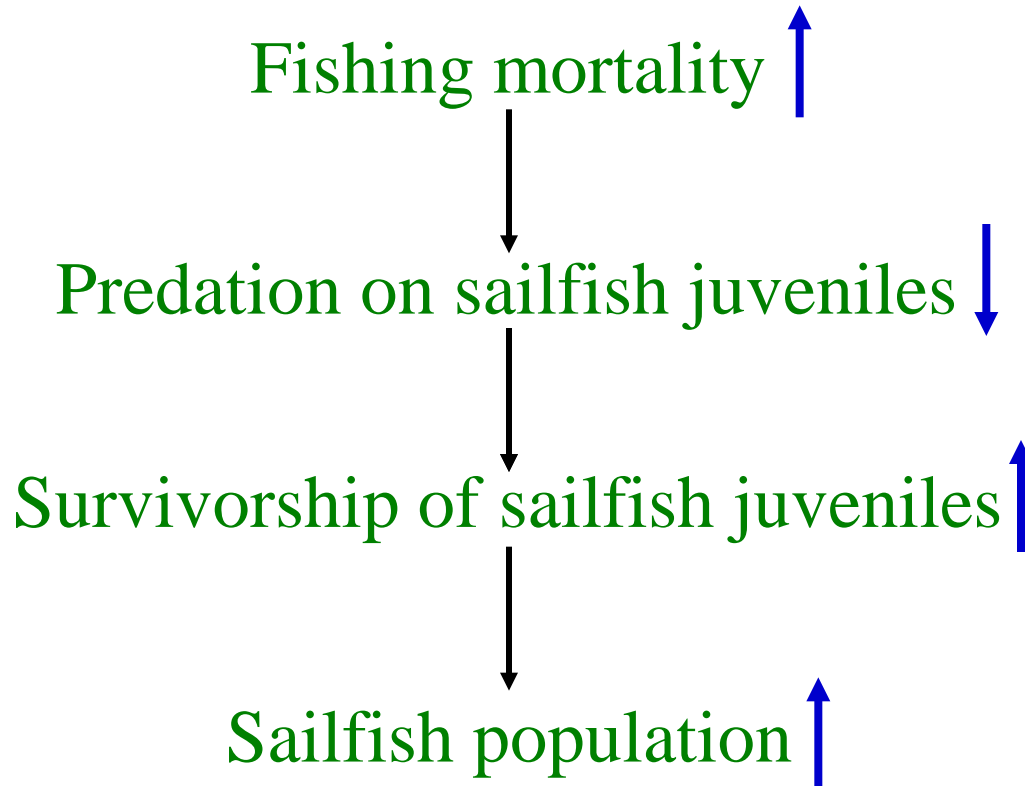 Fishing mortality
Predation on sailfish juveniles
Survivorship of sailfish juveniles
Sailfish population